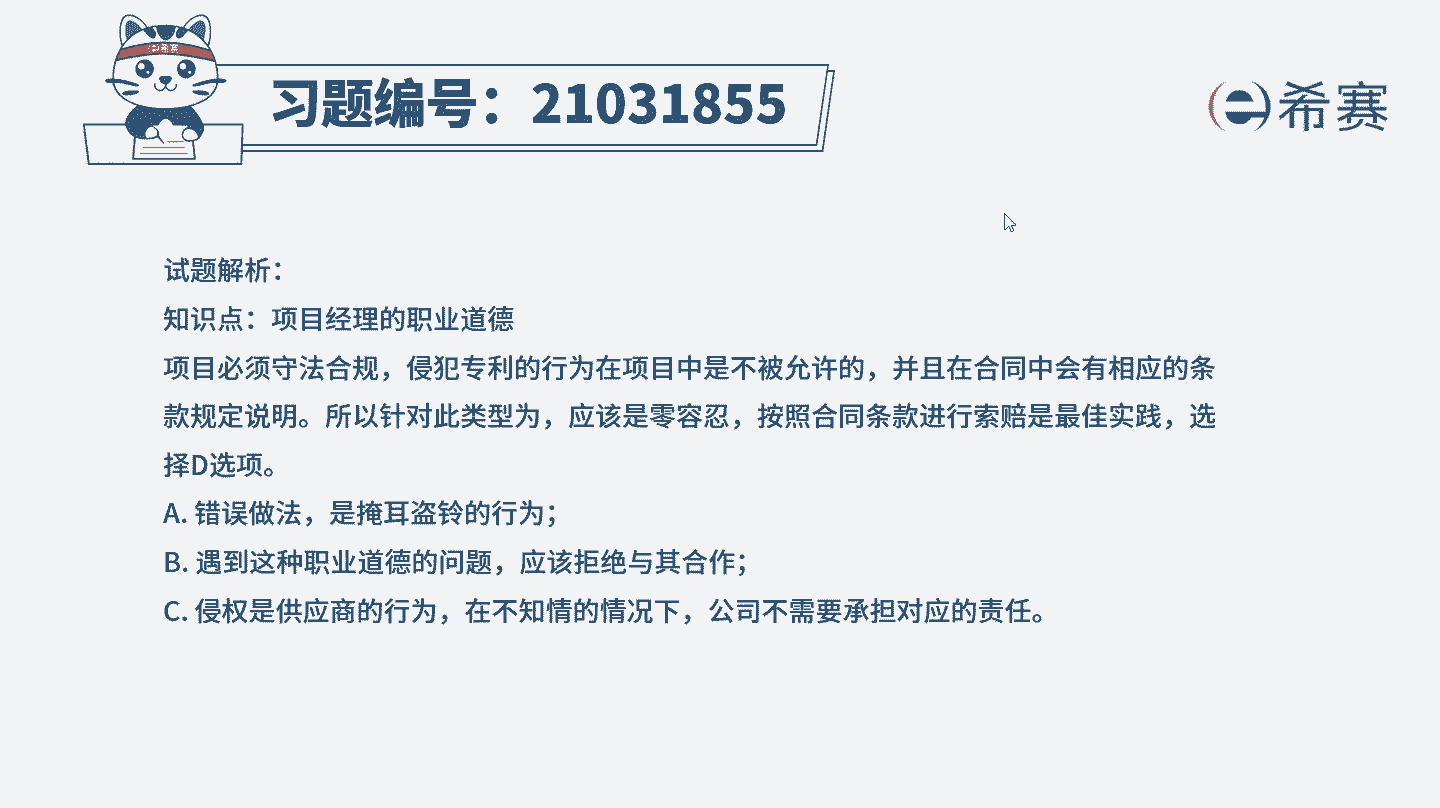 习题编号：21031855
希赛
希赛
试题解析：
知识点：项目经理的职业道德
项目必须守法合规，侵犯专利的行为在项目中是不被允许的，并且在合同中会有相应的条
款规定说明。所以针对此类型为，应该是零容忍，按照合同条款进行索赔是最佳实践，选
择D选项。
A. 错误做法，是掩耳盗铃的行为；
B. 遇到这种职业道德的问题，应该拒绝与其合作；
C. 侵权是供应商的行为，在不知情的情况下，公司不需要承担对应的责任。